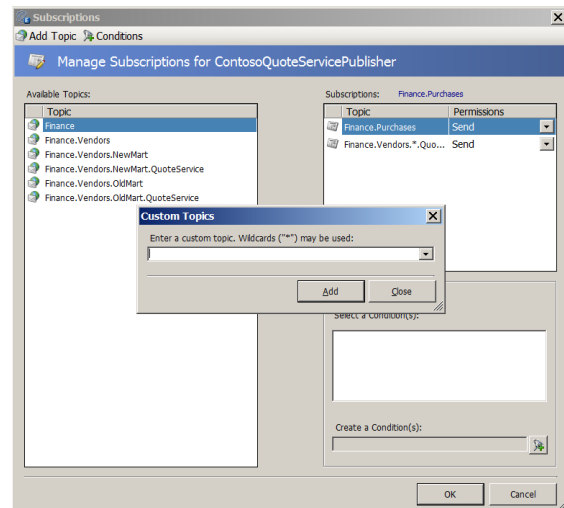 Subscriptions
Add Topic Conditions
Manage Subscriptions for ContosoQuoteServicePublisher
Available Topics:
Topic
Finance
Finance.Vendors
Finance.Vendors.NewMart
Finance.Vendors.NewMart.QuoteService
Finance.Vendors.OldMart
Finance.Vendors.OldMart.QuoteService
Subscriptions: Finance.Purchases
Topic Permissions
Finance.Purchases Send
Finance.Vendors.*.Quo... Send
Custom Topics
Enter a custom topic. Wildcards ("*") may be used:
Add Close
Select a Condition(s):
Create a Condition(s):
OK Cancel